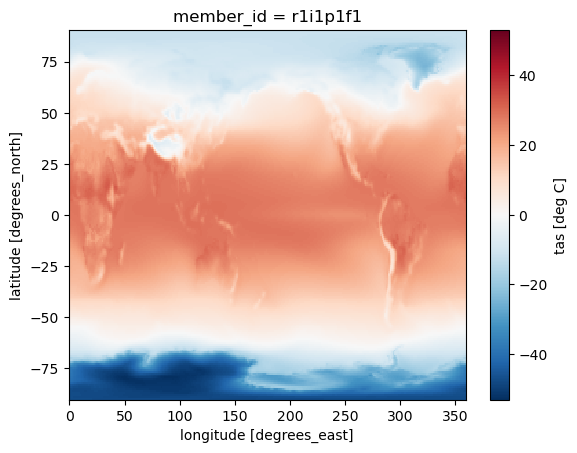 member_id = r1i1p1f1
75
50
25
0
−25
−50
−75
latitude [degrees_north]
0 50 100 150 200 250 300 350
longitude [degrees_east]
40
20
0
−20
−40
tas [deg C]